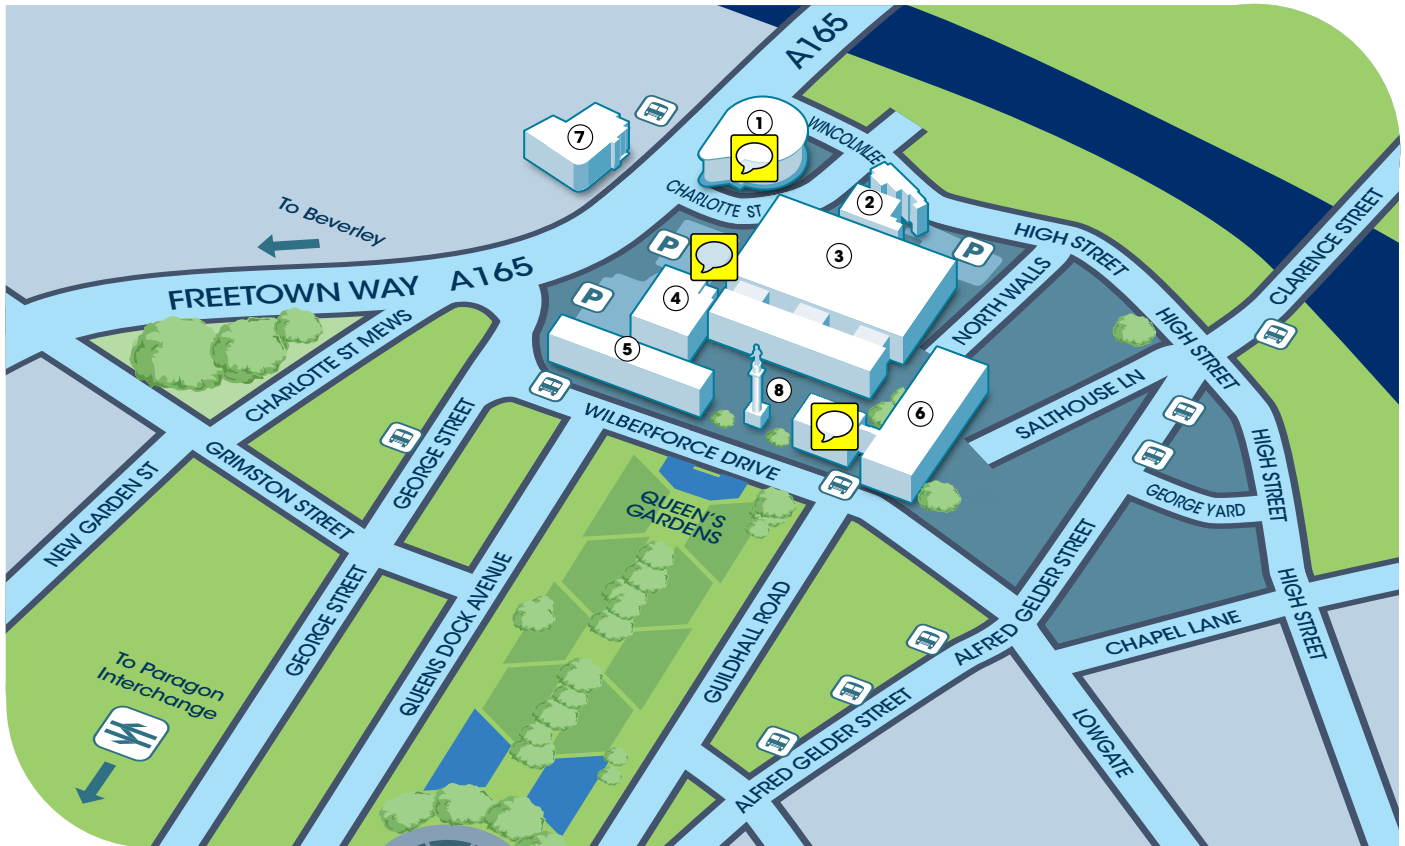 A165
1
7
WINCOLMLEE
CHARLOTTE ST
2
To Beverley
P
3
P
HIGH STREET
CLARENCE STREET
FREETOWN WAY A165
P
4
NORTH WALLS
5
HIGH STREET
CHARLOTTE ST MEWS
8
6
SALTHOUSE LN
WILBERFORCE DRIVE
GEORGE STREET
GRIMSTON STREET
NEW GARDEN ST
QUEEN'S
GARDENS
HIGH STREET
GEORGE YARD
ALFRED GELDER STREET
GEORGE STREET
QUEENS DOCK AVENUE
GUILDHALL ROAD
HIGH STREET
CHAPEL LANE
To Paragon
Interchange
ALFRED GELDER STREET
LOWGATE